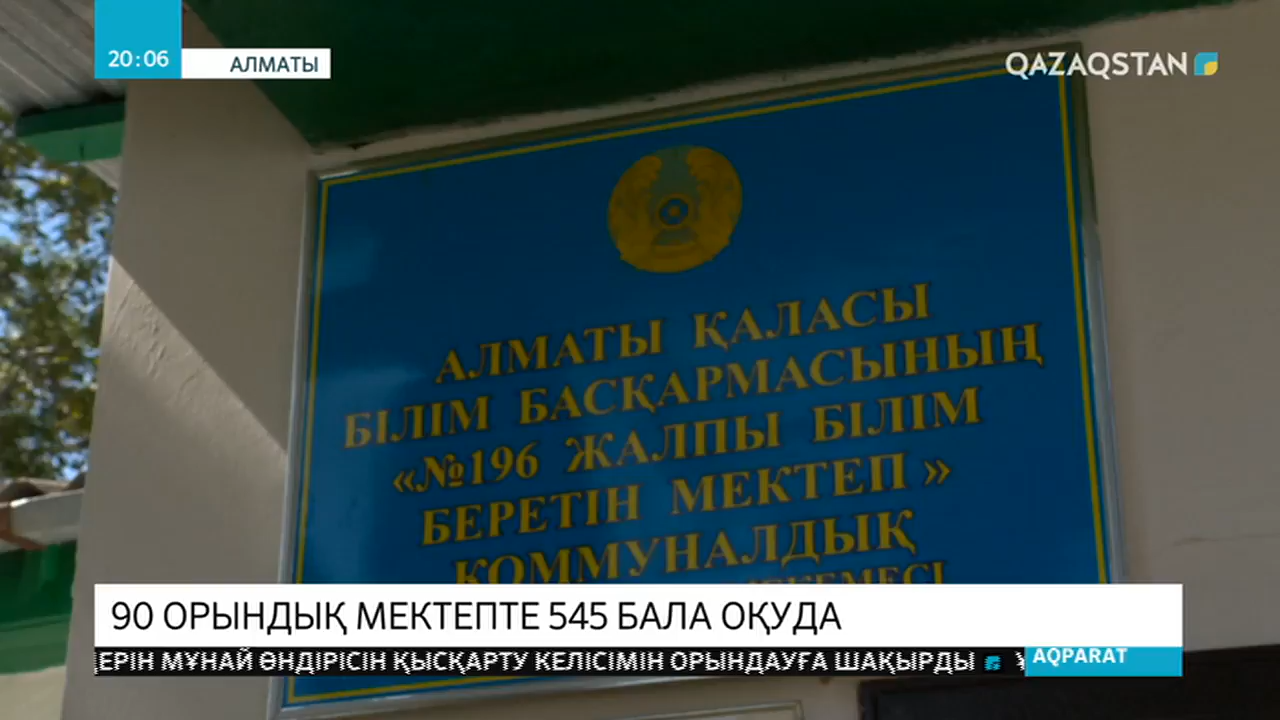 20:06
АЛМАТЫ
QAZAQSTAN
АЛМАТЫ ҚАЛАСЫ
БІЛІМ БАСҚАРМАСЫНЫҢ
«№196 ЖАЛПЫ БІЛІМ
БЕРЕТІН МЕКТЕП»
КОММУНАЛДЫҚ
90 ОРЫНДЫҚ МЕКТЕПТЕ 545 БАЛА ОҚУДА
ЕРІН МҰНАЙ ӨНДІРІСІН ҚЫСҚАРТУ КЕЛІСІМІН ОРЫНДАУҒА ШАҚЫРДЫ
AQPARAT